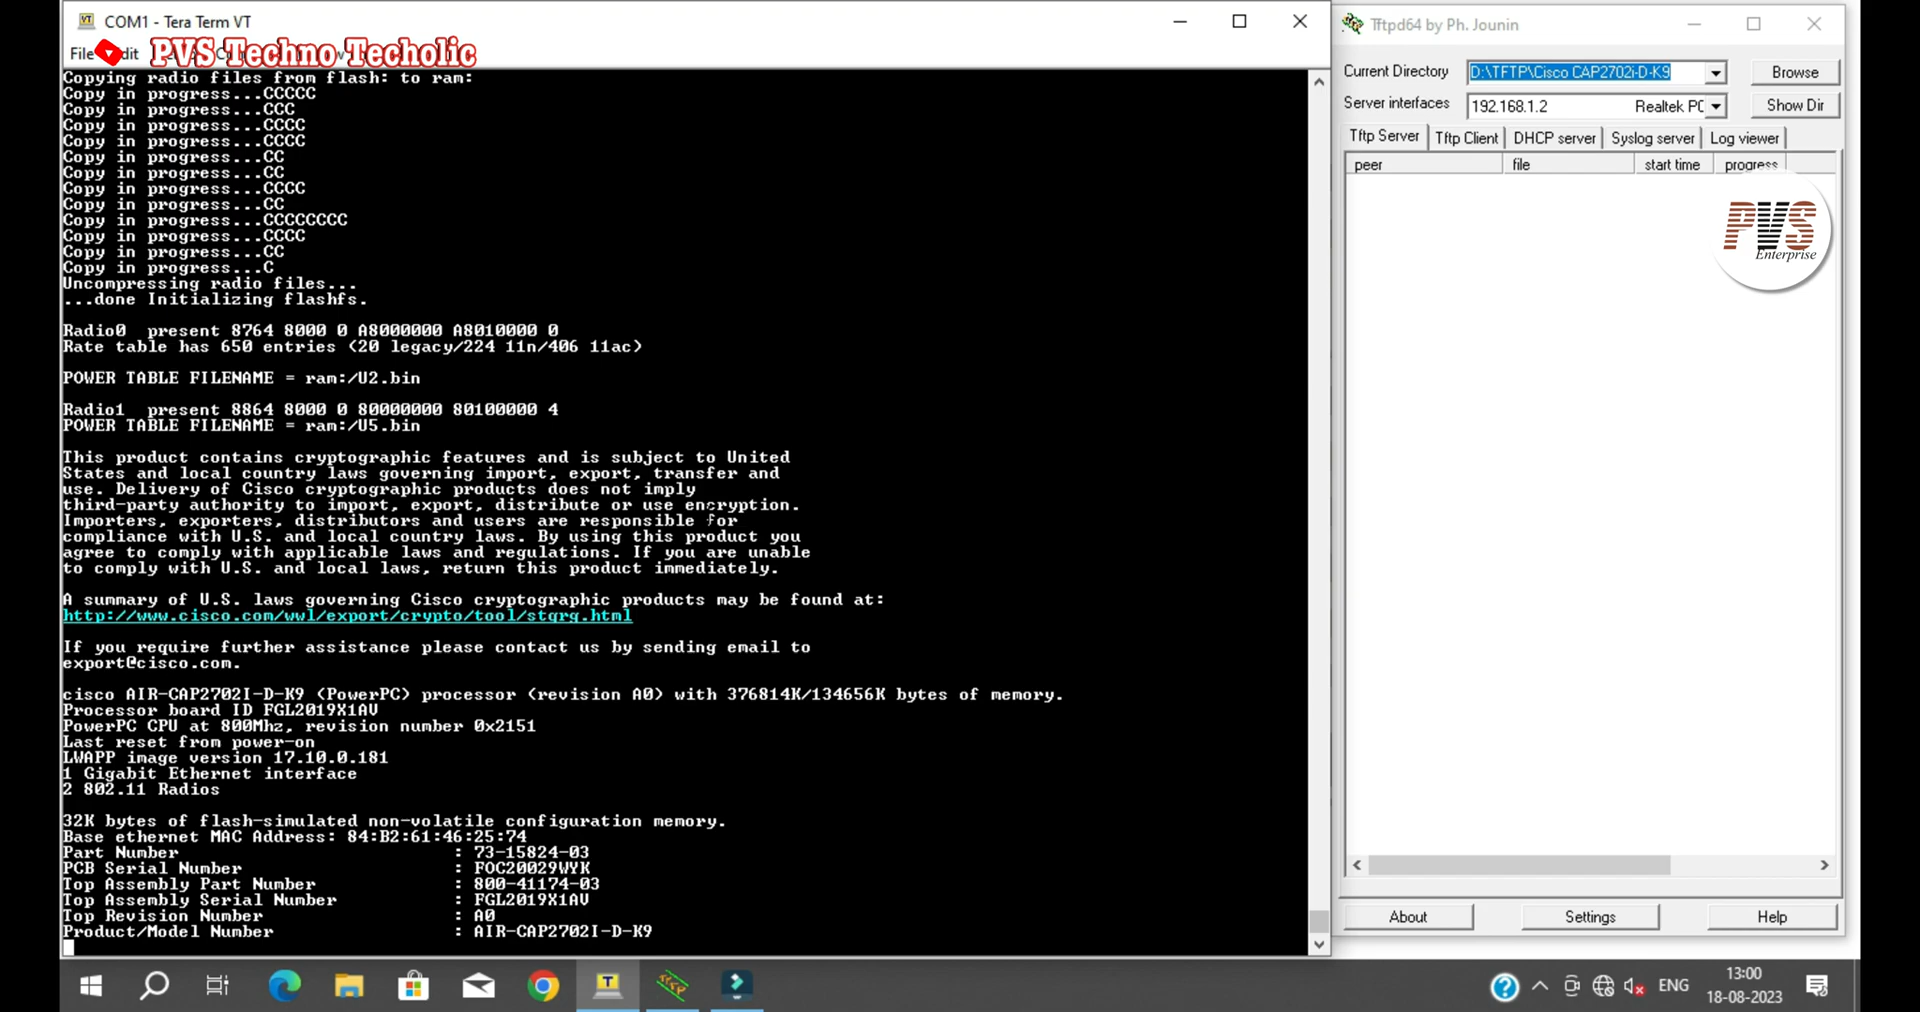 COM1 - Tera Term VT
File Edit
PVS Techno Techolic
Copying radio files from flash: to ram:
Copy in progress...CCCCC
Copy in progress...CCC
Copy in progress...CCCC
Copy in progress...CCCC
Copy in progress...CC
Copy in progress...CC
Copy in progress...CCCC
Copy in progress...CC
Copy in progress...CCCCCCCC
Copy in progress...CCCC
Copy in progress...CC
Copy in progress...C
Uncompressing radio files...
...done Initializing flashfs.
Radio0  present 8764 8000 0 A8000000 A8010000 0
Rate table has 650 entries (20 legacy/224 11n/406 11ac)
POWER TABLE FILENAME = ram:/U2.bin
Radio1  present 8864 8000 0 80000000 80100000 4
POWER TABLE FILENAME = ram:/U5.bin
This product contains cryptographic features and is subject to United
States and local country laws governing import, export, transfer and
use. Delivery of Cisco cryptographic products does not imply
third-party authority to import, export, distribute or use encryption.
Importers, exporters, distributors and users are responsible for
compliance with U.S. and local country laws. By using this product you
agree to comply with applicable laws and regulations. If you are unable
to comply with U.S. and local laws, return this product immediately.
A summary of U.S. laws governing Cisco cryptographic products may be found at:
http://www.cisco.com/wwl/export/crypto/tool/stqrg.html
If you require further assistance please contact us by sending email to
export@cisco.com.
cisco AIR-CAP2702I-D-K9 (PowerPC) processor (revision A0) with 376814K/134656K bytes of memory.
Processor board ID FGL2019X1AV
PowerPC CPU at 800Mhz, revision number 0x2151
Last reset from power-on
LWAPP image version 17.10.0.181
1 Gigabit Ethernet interface
2 802.11 Radios
32K bytes of flash-simulated non-volatile configuration memory.
Base ethernet MAC Address: 84:B2:61:46:25:74
Part Number : 73-15824-03
PCB Serial Number : FOC20029WYK
Top Assembly Part Number : 800-41174-03
Top Assembly Serial Number : FGL2019X1AV
Top Revision Number : A0
Product/Model Number : AIR-CAP2702I-D-K9
Tftpd64 by Ph. Jounin
Current Directory D:\TFTP\Cisco CAP2702i-D-K9 Browse
Server interfaces 192.168.1.2 Realtek PC Show Dir
Tftp Server Tftp Client DHCP server Syslog server Log viewer
peer file start time progress
PVS
Enterprise
About Settings Help
ENG
13:00
18-08-2023